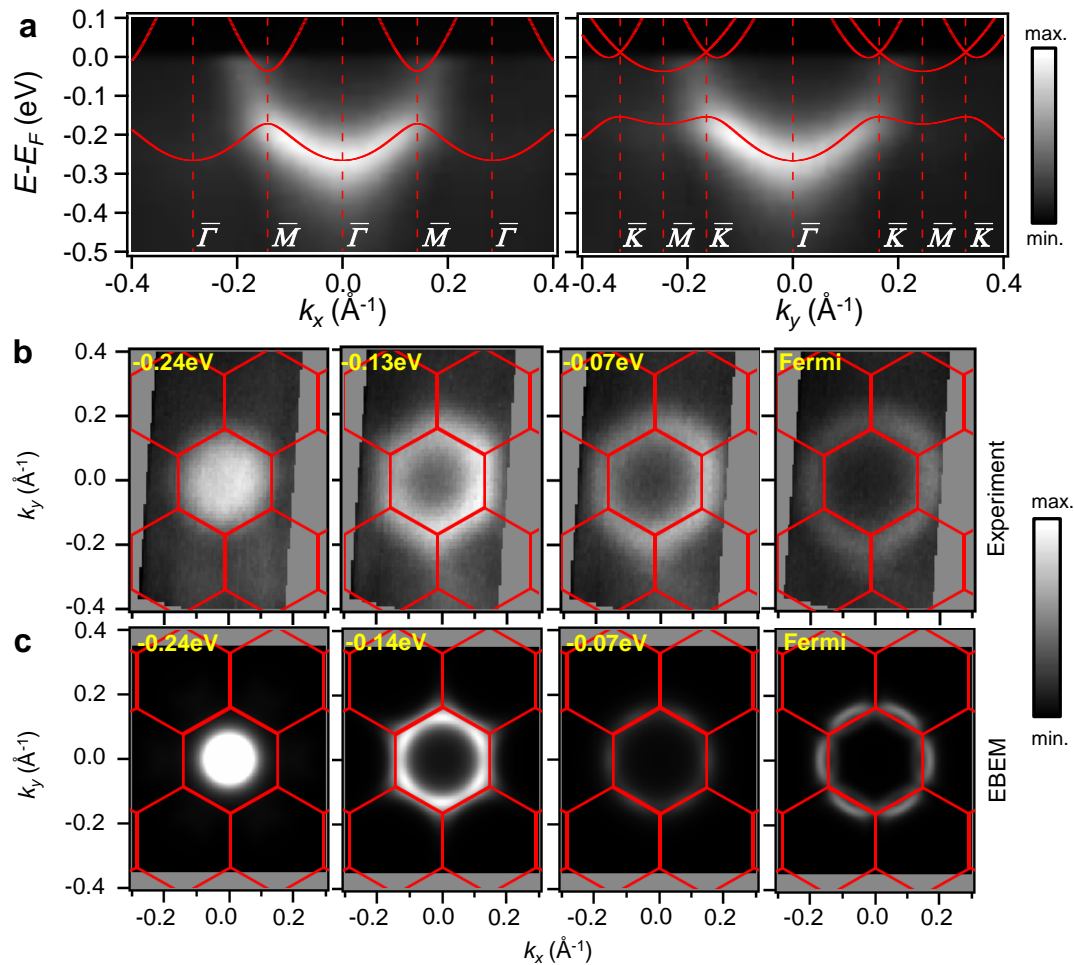 a
0.1
0.0
-0.1
-0.2
-0.3
-0.4
-0.5
E-E_F (eV)
Γ̅ M̅ Γ̅ M̅ Γ̅
K̅ M̅ K̅ Γ̅ K̅ M̅ K̅
-0.4 -0.2 0.0 0.2 0.4
-0.4 -0.2 0.0 0.2 0.4
k_x (Å⁻¹)
k_y (Å⁻¹)
max.
min.
b
-0.24eV -0.13eV -0.07eV Fermi
0.4
0.2
0.0
-0.2
-0.4
k_y (Å⁻¹)
Experiment
max.
min.
c
-0.24eV -0.14eV -0.07eV Fermi
0.4
0.2
0.0
-0.2
-0.4
k_y (Å⁻¹)
EBEM
-0.2 0.0 0.2
-0.2 0.0 0.2
-0.2 0.0 0.2
-0.2 0.0 0.2
k_x (Å⁻¹)